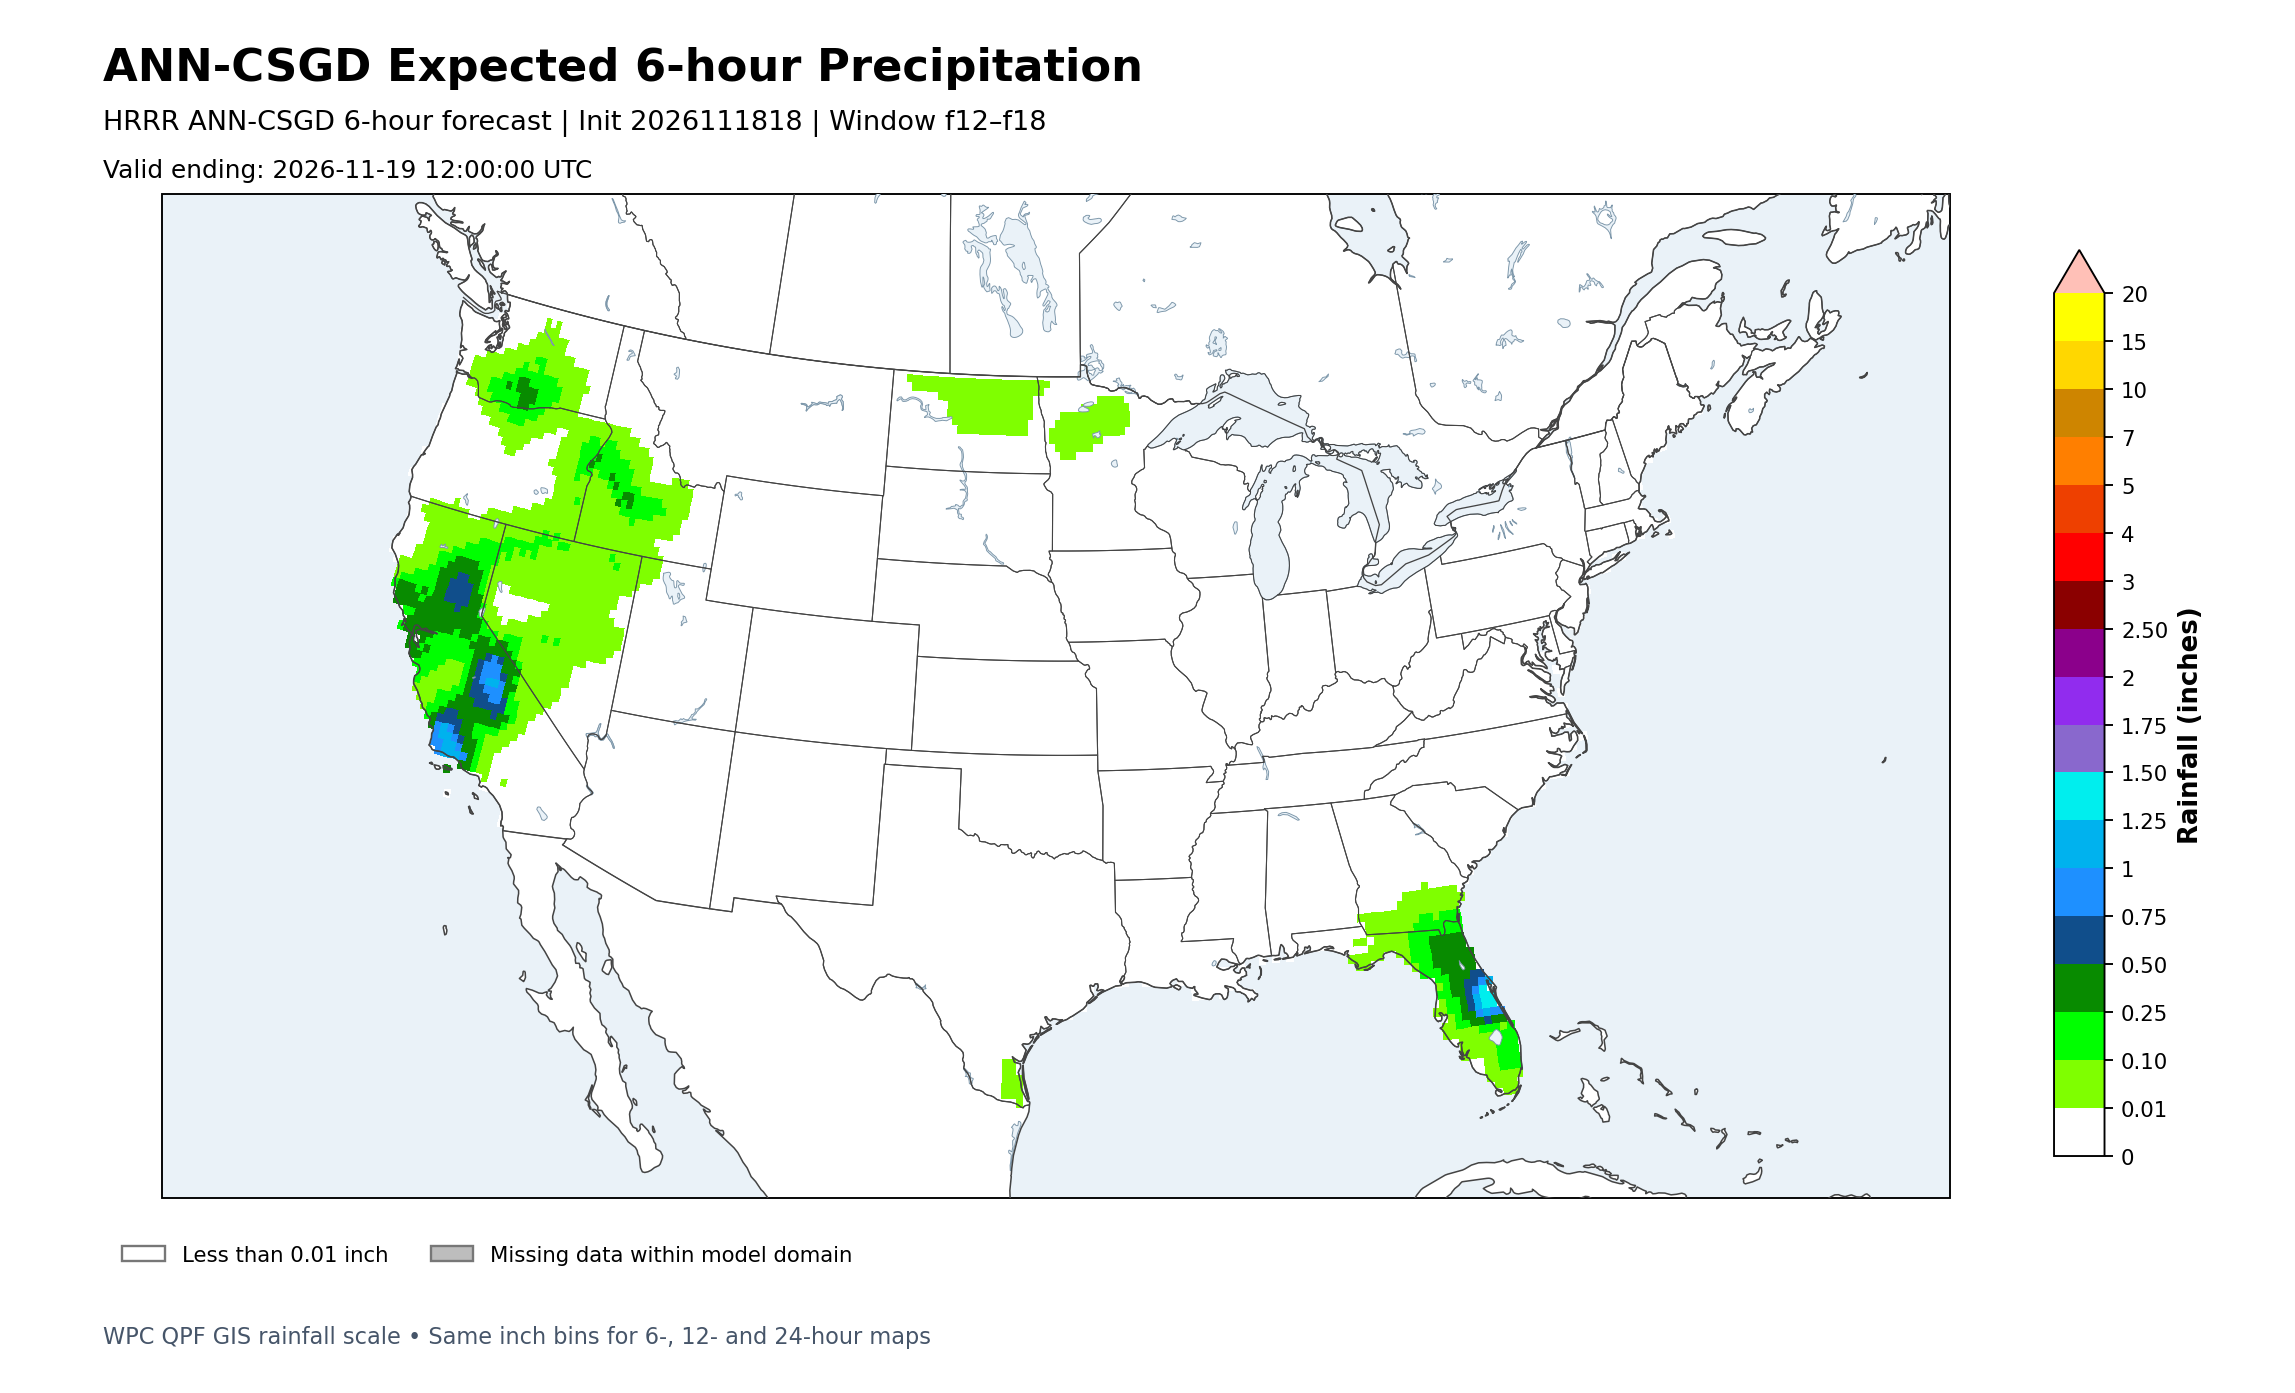 ANN-CSGD Expected 6-hour Precipitation
HRRR ANN-CSGD 6-hour forecast | Init 2026111818 | Window f12–f18
Valid ending: 2026-11-19 12:00:00 UTC
20
15
10
7
5
4
3
2.50
2
1.75
1.50
1.25
1
0.75
0.50
0.25
0.10
0.01
0
Rainfall (inches)
Less than 0.01 inch
Missing data within model domain
WPC QPF GIS rainfall scale • Same inch bins for 6-, 12- and 24-hour maps